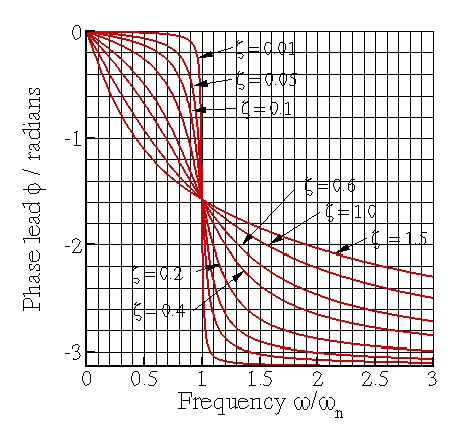 0
ζ=0.01
ζ=0.05
ζ=0.1
-1
ζ=0.6
ζ=1.0
ζ=1.5
-2
ζ=0.2
ζ=0.4
-3
0 0.5 1 1.5 2 2.5 3
Frequency ω/ωn
Phase lead ϕ / radians